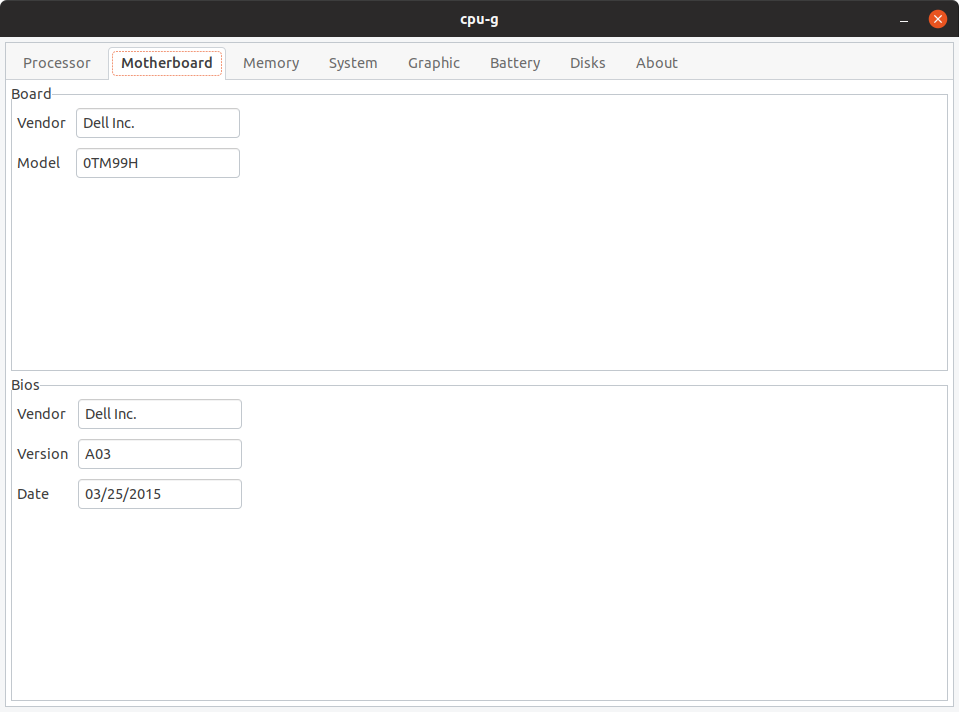 cpu-g
Processor Motherboard Memory System Graphic Battery Disks About
Board
Vendor Dell Inc.
Model 0TM99H
Bios
Vendor Dell Inc.
Version A03
Date 03/25/2015